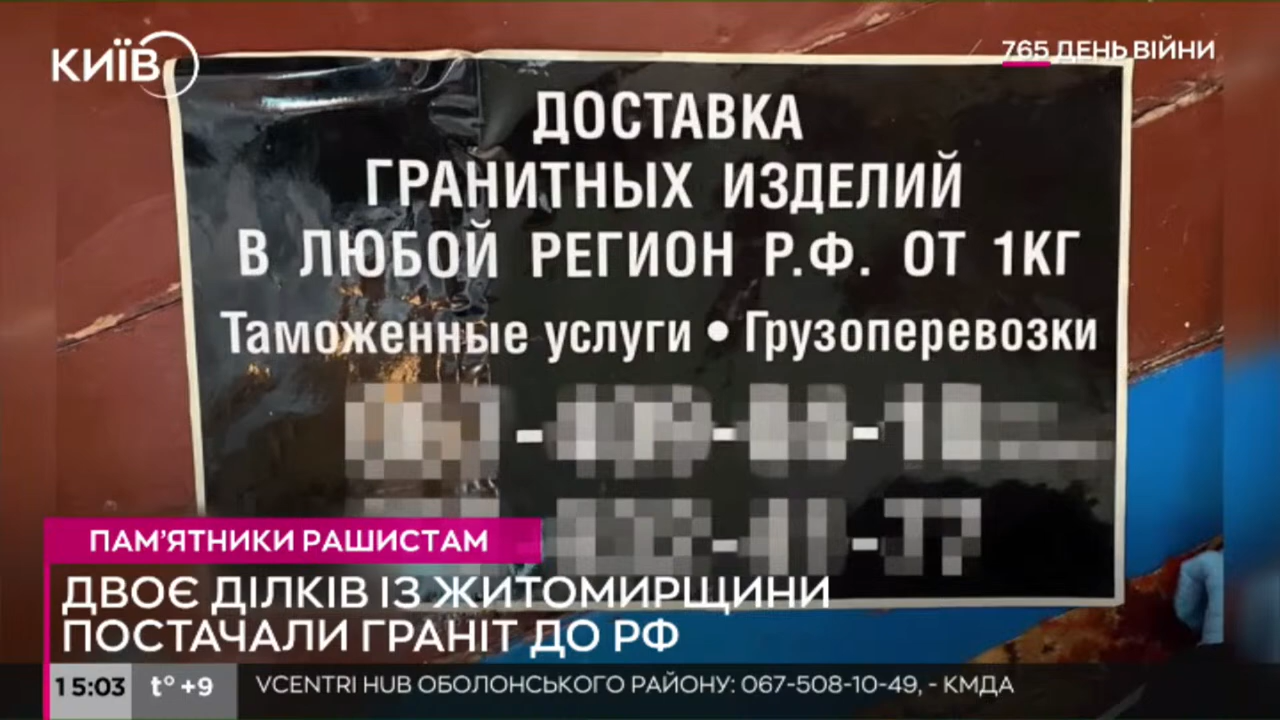 КИЇВ
765 ДЕНЬ ВІЙНИ
ДОСТАВКА
ГРАНИТНЫХ ИЗДЕЛИЙ
В ЛЮБОЙ РЕГИОН Р.Ф. ОТ 1КГ
Таможенные услуги • Грузоперевозки
ПАМ’ЯТНИКИ РАШИСТАМ
ДВОЄ ДІЛКІВ ІЗ ЖИТОМИРЩИНИ
ПОСТАЧАЛИ ГРАНІТ ДО РФ
15:03 t° +9 VCENTRI HUB ОБОЛОНСЬКОГО РАЙОНУ: 067-508-10-49, - КМДА